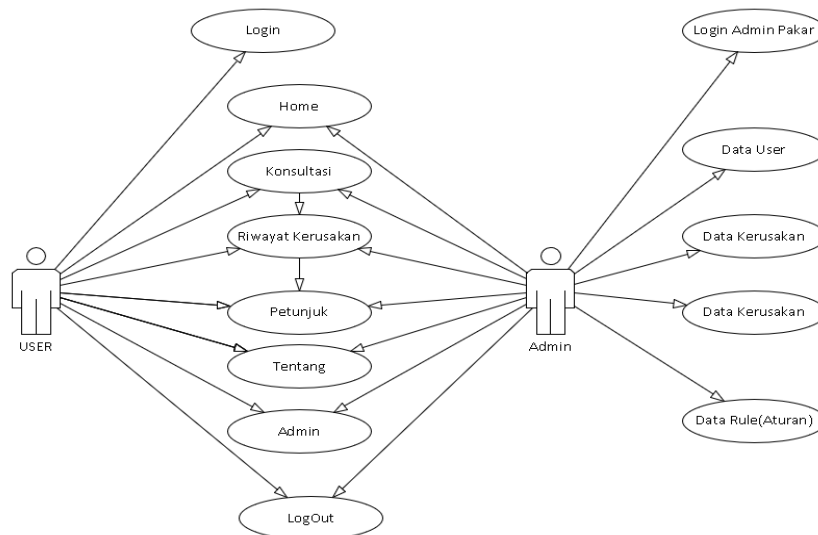 Login
Login Admin Pakar
Home
Data User
Konsultasi
Riwayat Kerusakan
Data Kerusakan
Petunjuk
Data Kerusakan
USER
Admin
Tentang
Admin
Data Rule(Aturan)
LogOut